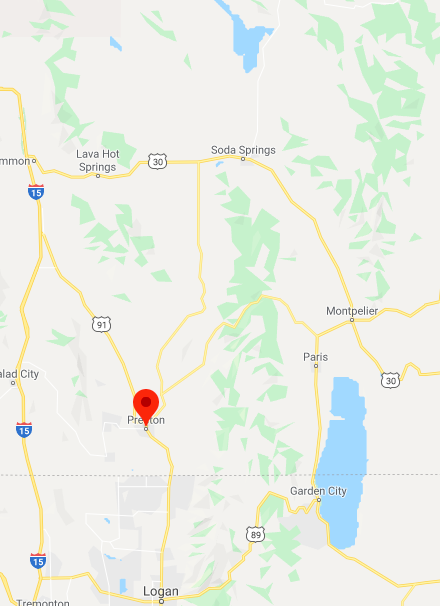 Soda Springs
Lava Hot
Springs
30
mmon
15
Montpelier
91
Paris
30
alad City
Preston
15
Garden City
89
15
Logan
Tremonton